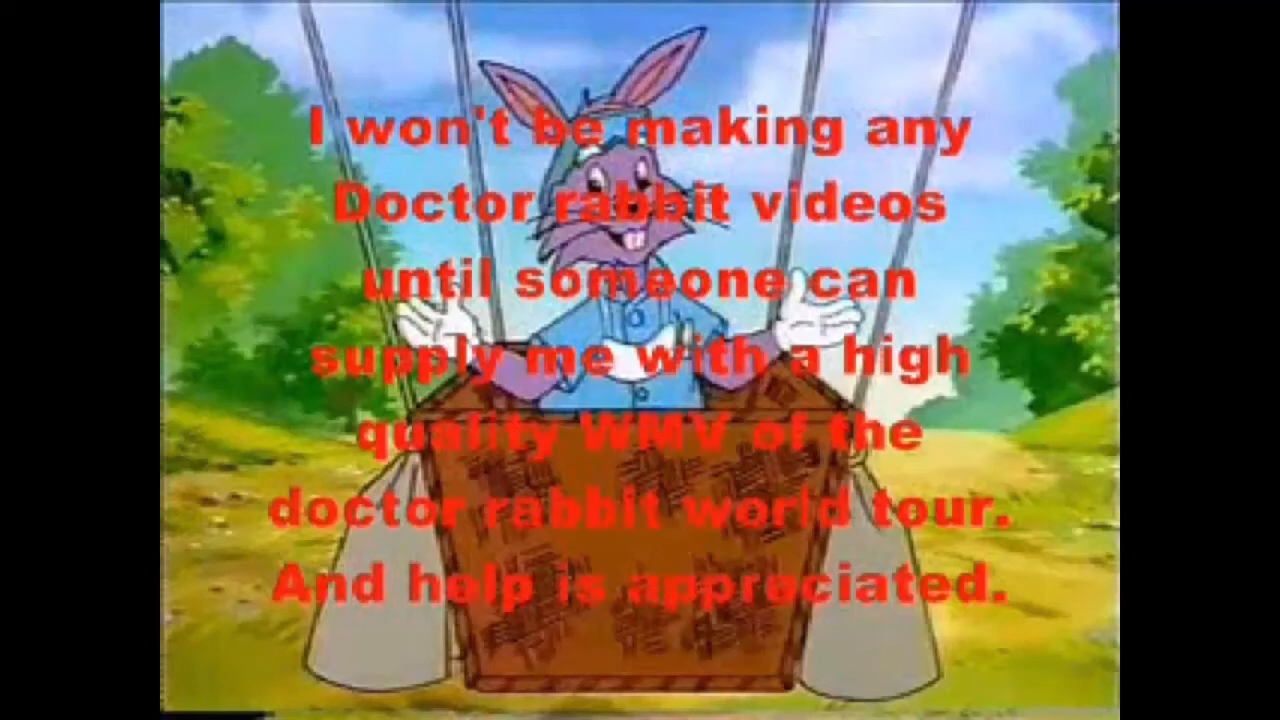 I won't be making any
Doctor rabbit videos
until someone can
supply me with a high
quality WMV of the
doctor rabbit world tour.
And help is appreciated.